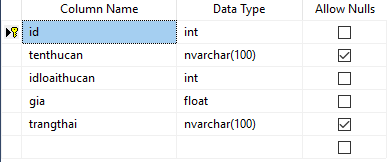 Column Name Data Type Allow Nulls
id int
tenthucan nvarchar(100)
idloaithucan int
gia float
trangthai nvarchar(100)